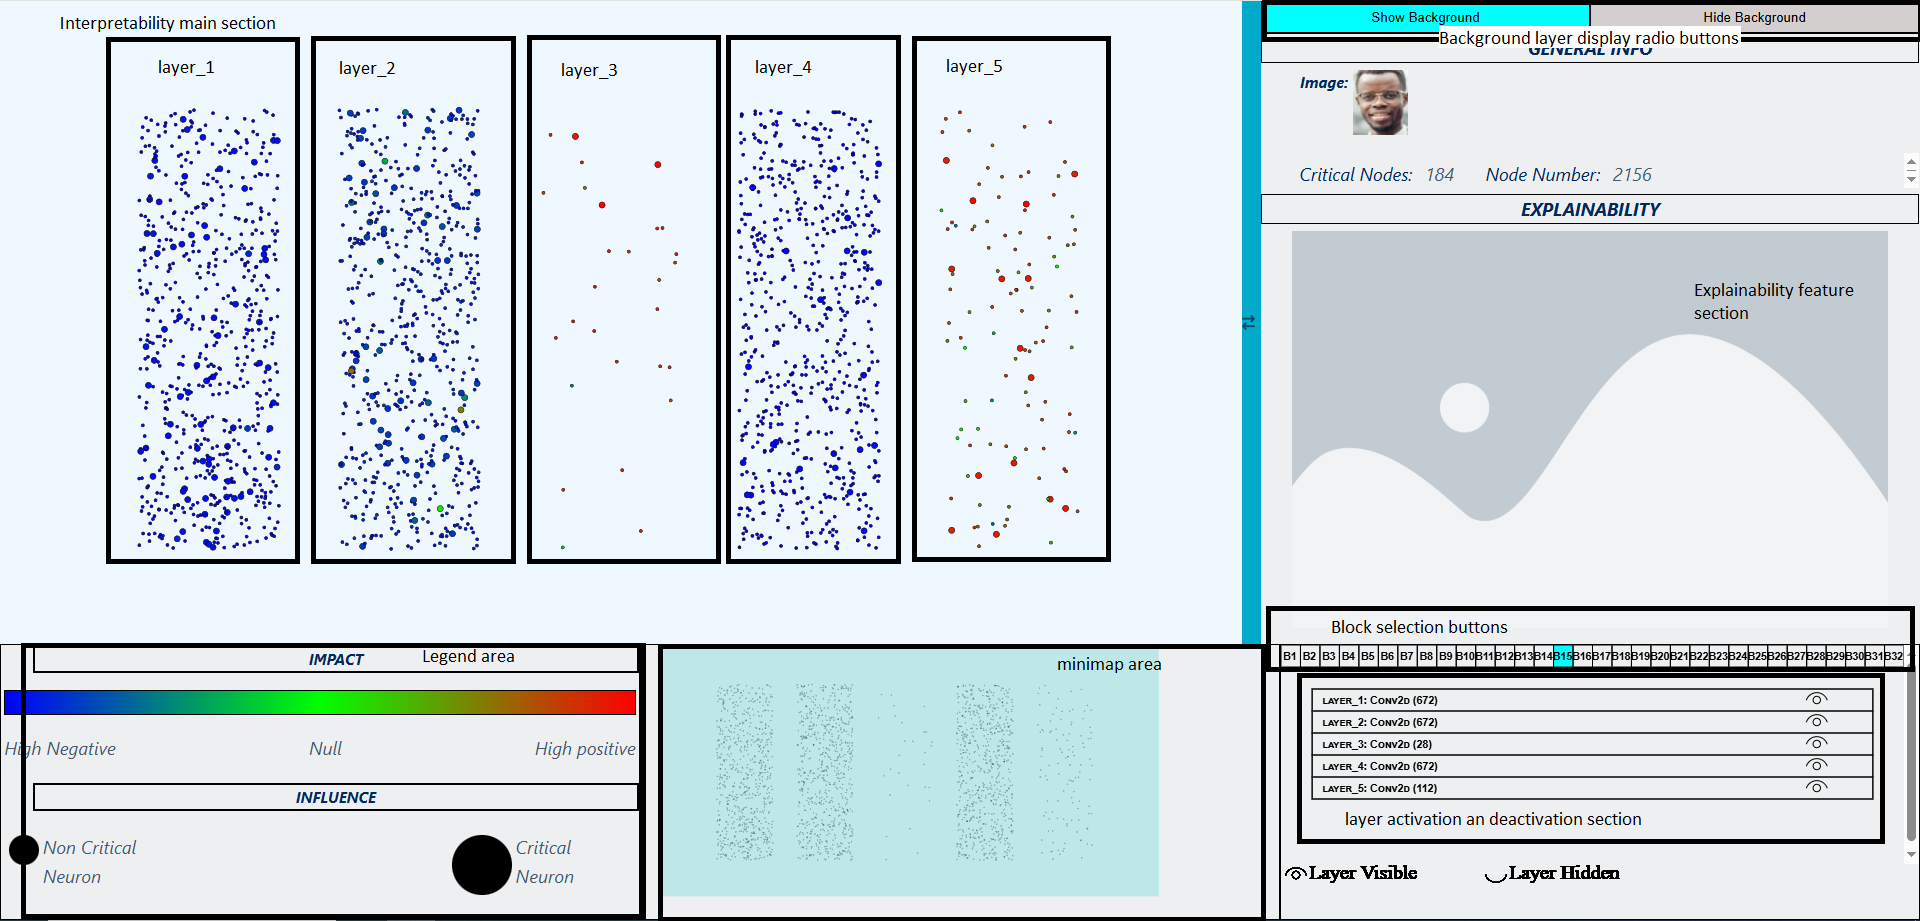 Interpretability main section
layer_1
layer_2
layer_3
layer_4
layer_5
Show Background
Hide Background
Background layer display radio buttons
GENERAL INFO
Image:
Critical Nodes: 184 Node Number: 2156
EXPLAINABILITY
Explainability feature
section
Block selection buttons
B1 B2 B3 B4 B5 B6 B7 B8 B9 B10 B11 B12 B13 B14 B15 B16 B17 B18 B19 B20 B21 B22 B23 B24 B25 B26 B27 B28 B29 B30 B31 B32
LAYER_1: Conv2D (672)
LAYER_2: Conv2D (672)
LAYER_3: Conv2D (28)
LAYER_4: Conv2D (672)
LAYER_5: Conv2D (112)
layer activation an deactivation section
Layer Visible
Layer Hidden
IMPACT
Legend area
High Negative
Null
High positive
INFLUENCE
Non Critical
Neuron
Critical
Neuron
minimap area